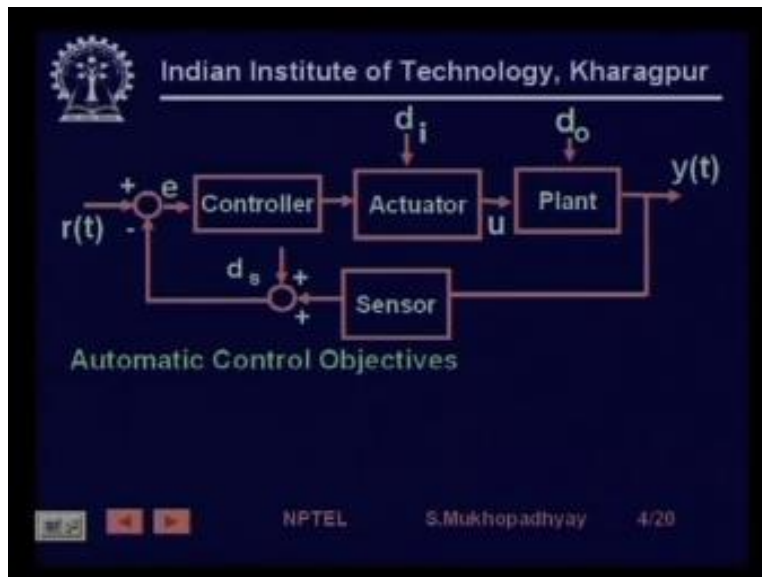 Indian Institute of Technology, Kharagpur
d i
d o
y(t)
+ e Controller Actuator Plant
r(t) - u
d s +
+ Sensor
Automatic Control Objectives
NPTEL S.Mukhopadhyay 4/20